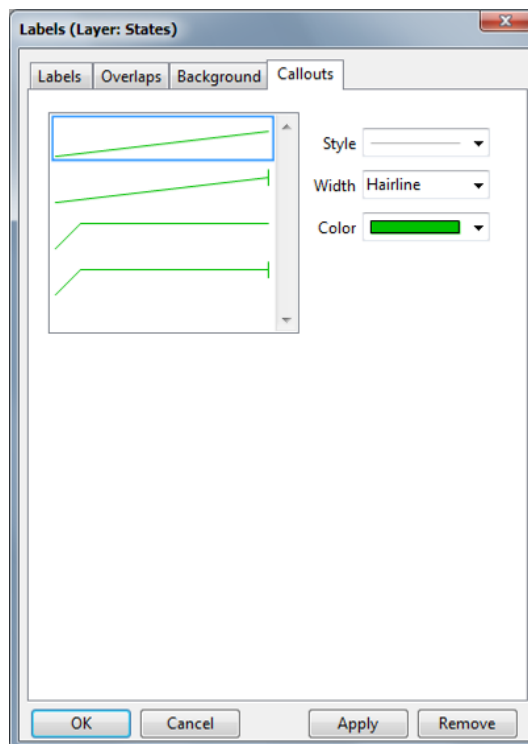 Labels (Layer: States)
Labels Overlaps Background Callouts
Style
Width Hairline
Color
OK Cancel Apply Remove